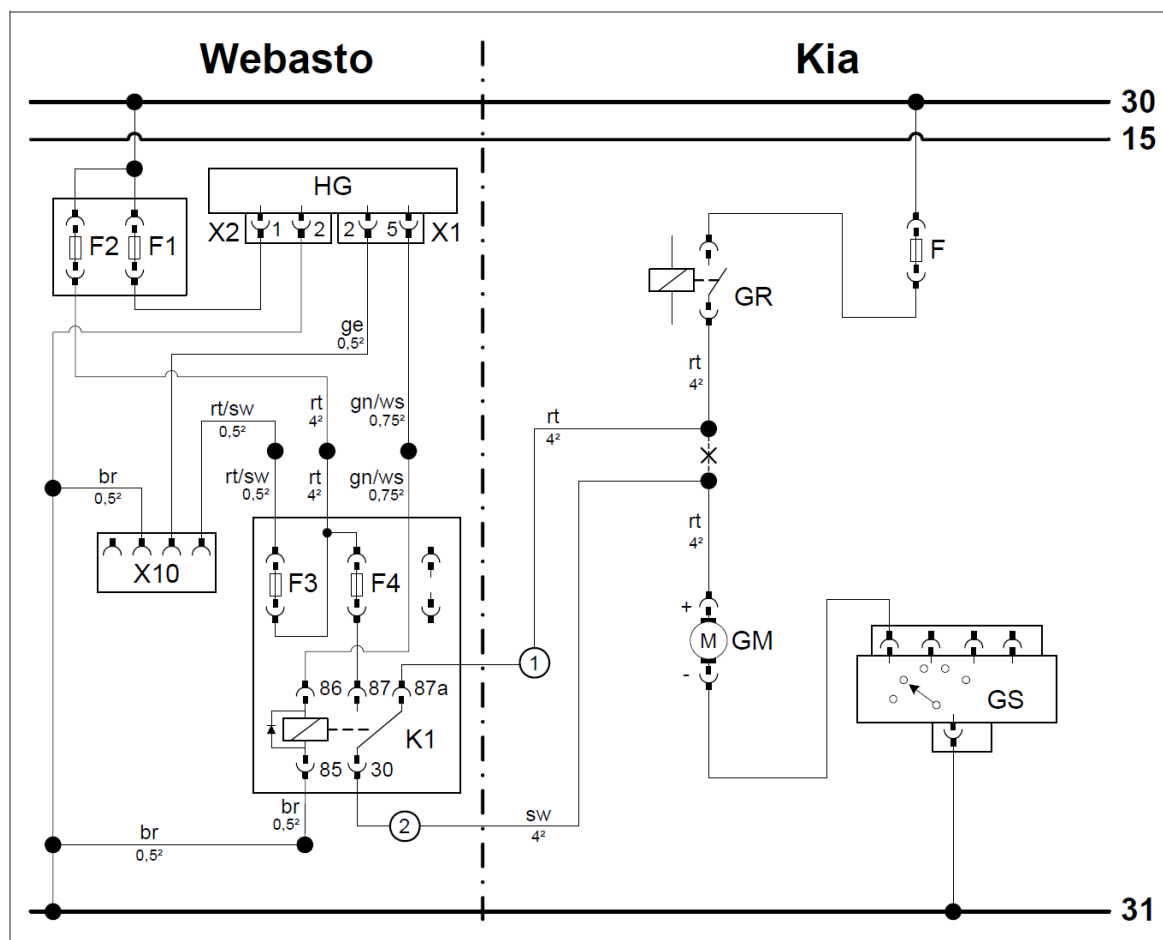 Webasto Kia
30
15
HG
X2 1 2 2 5 X1
F2 F1 F
GR
ge
0,5²
rt
4²
rt/sw
0,5²
rt
4²
gn/ws
0,75²
rt
4²
br
0,5²
rt/sw
0,5²
rt
4²
gn/ws
0,75²
rt
4²
X10
F3 F4
+
M GM
-
1
86 87 87a
GS
K1
85 30
br
0,5²
2
sw
4²
br
0,5²
31